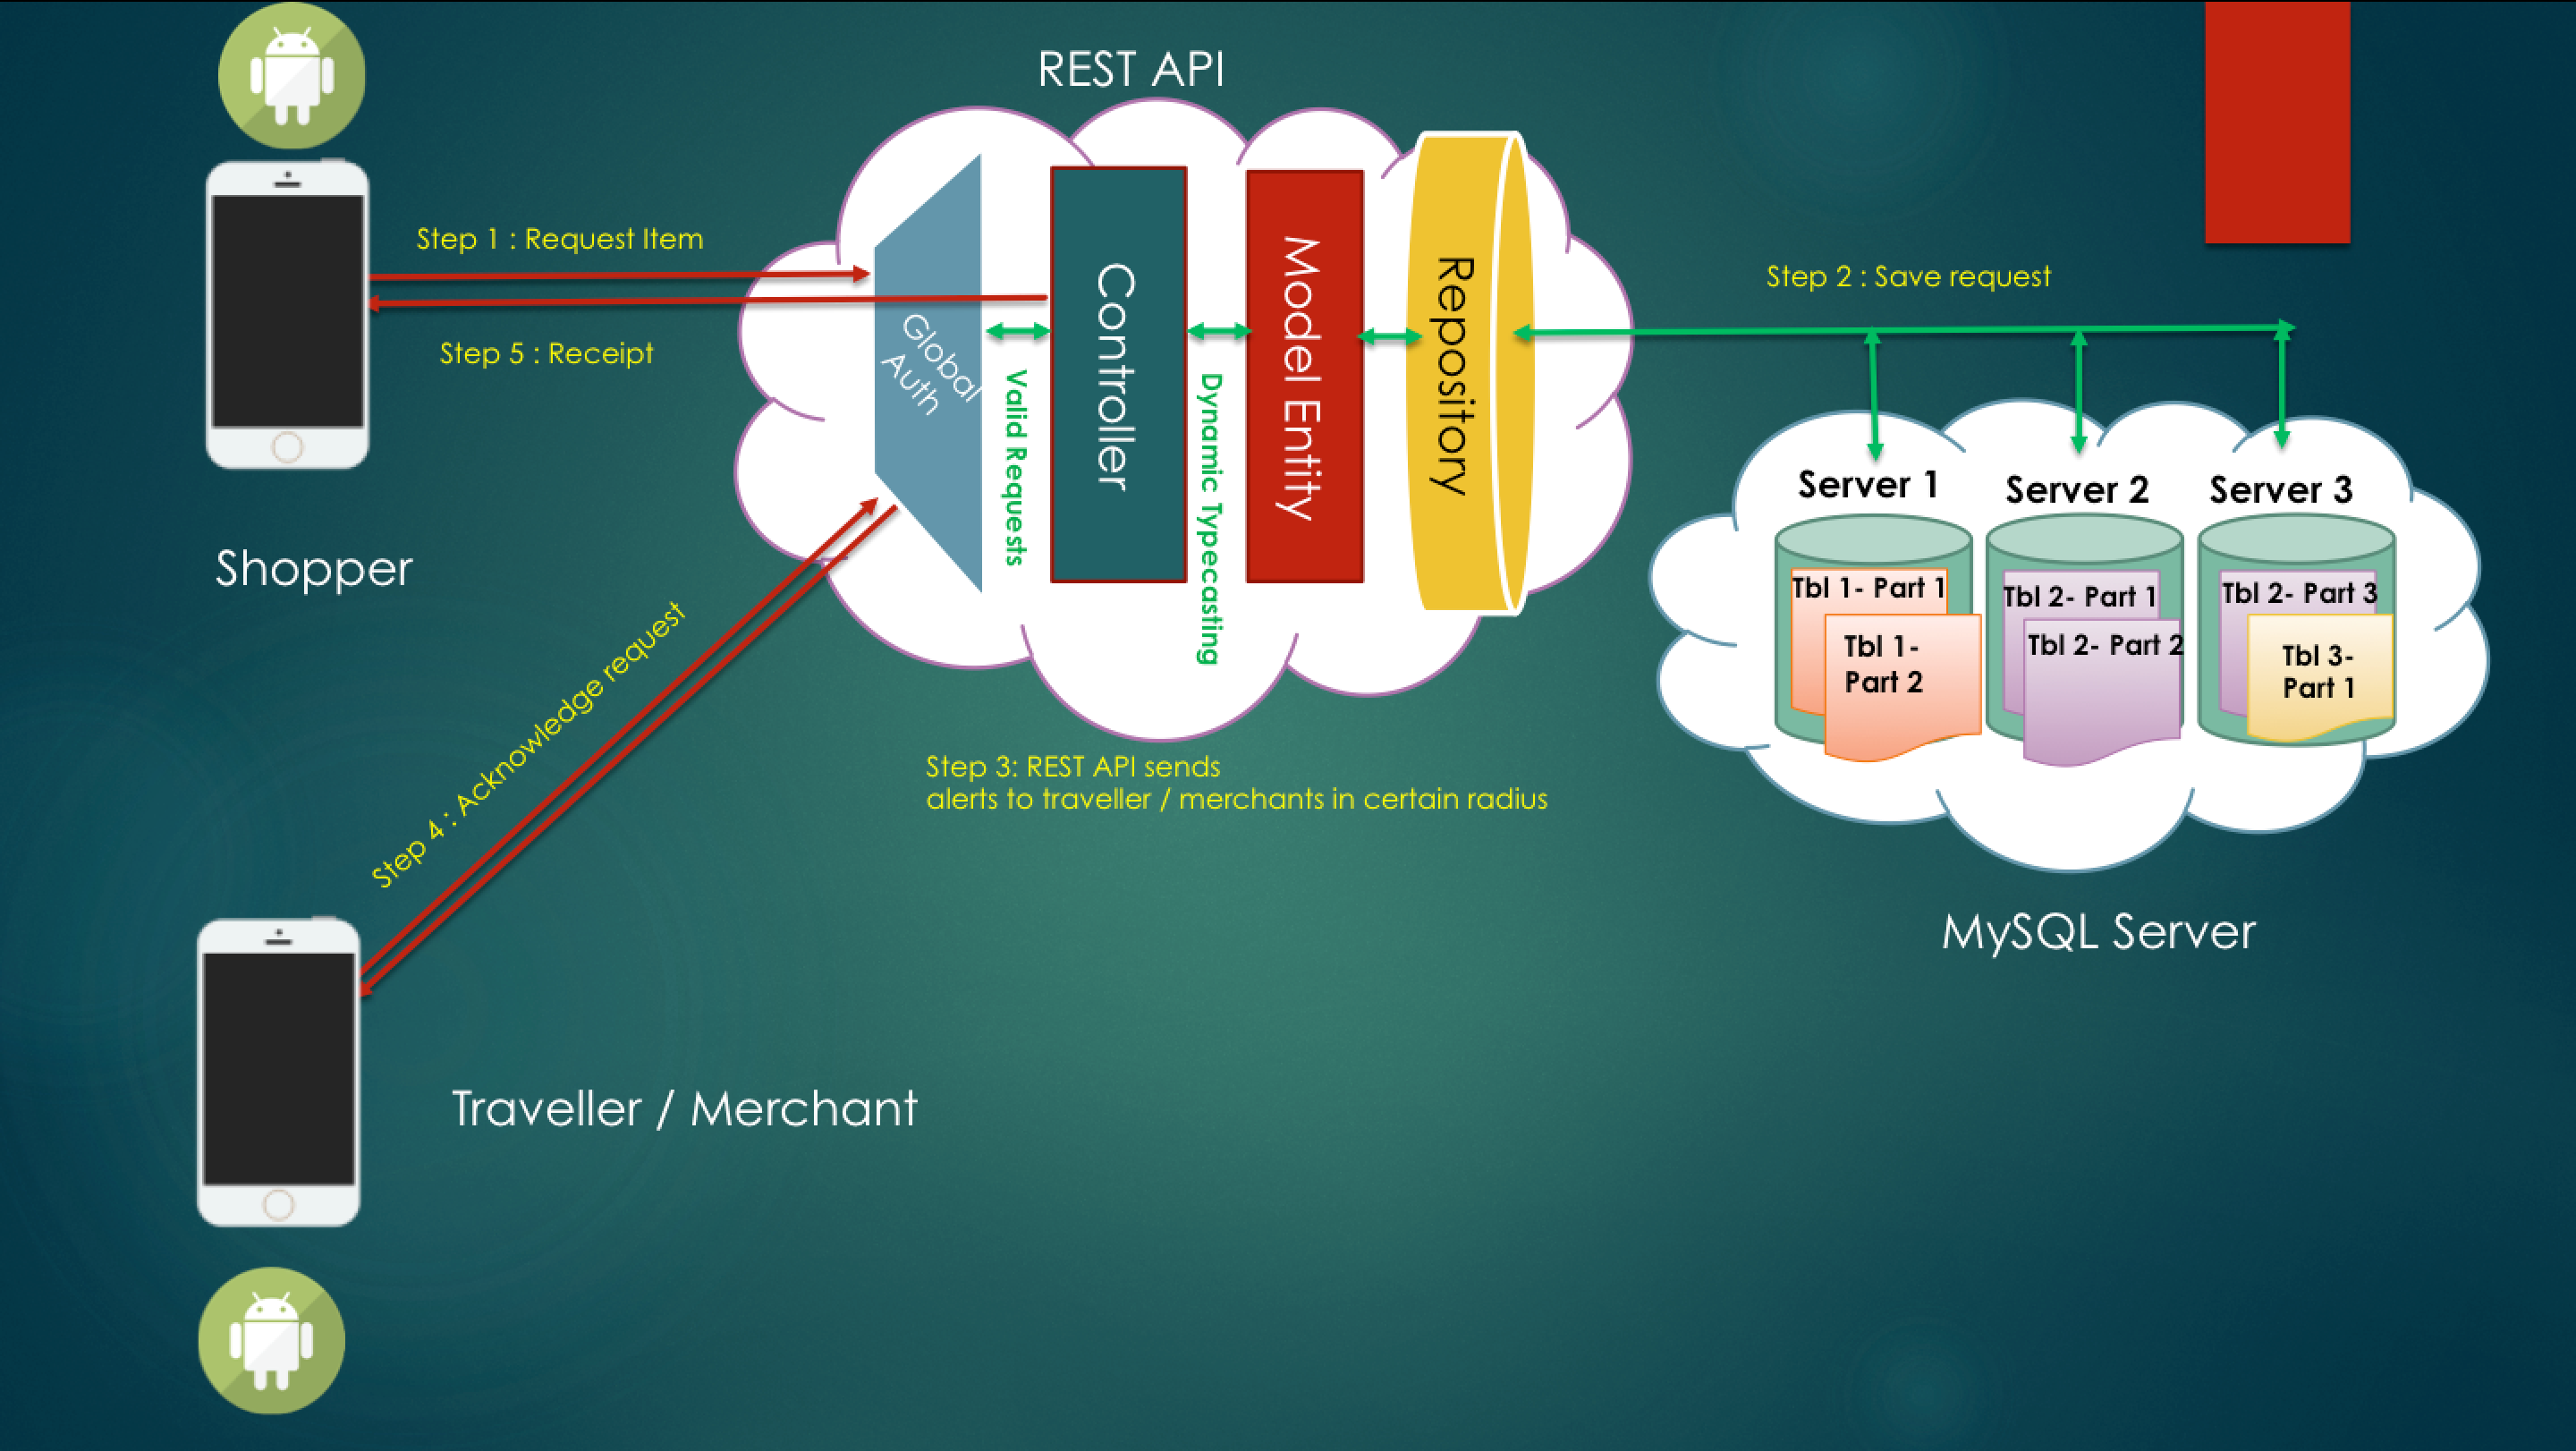 REST API
Step 1 : Request Item
Step 5 : Receipt
Shopper
Global
Auth
Valid Requests
Controller
Dynamic Typecasting
Model Entity
Repository
Step 2 : Save request
Server 1
Server 2
Server 3
Tbl 1- Part 1
Tbl 1-
Part 2
Tbl 2- Part 1
Tbl 2- Part 2
Tbl 2- Part 3
Tbl 3-
Part 1
MySQL Server
Step 3: REST API sends
alerts to traveller / merchants in certain radius
Step 4 : Acknowledge request
Traveller / Merchant